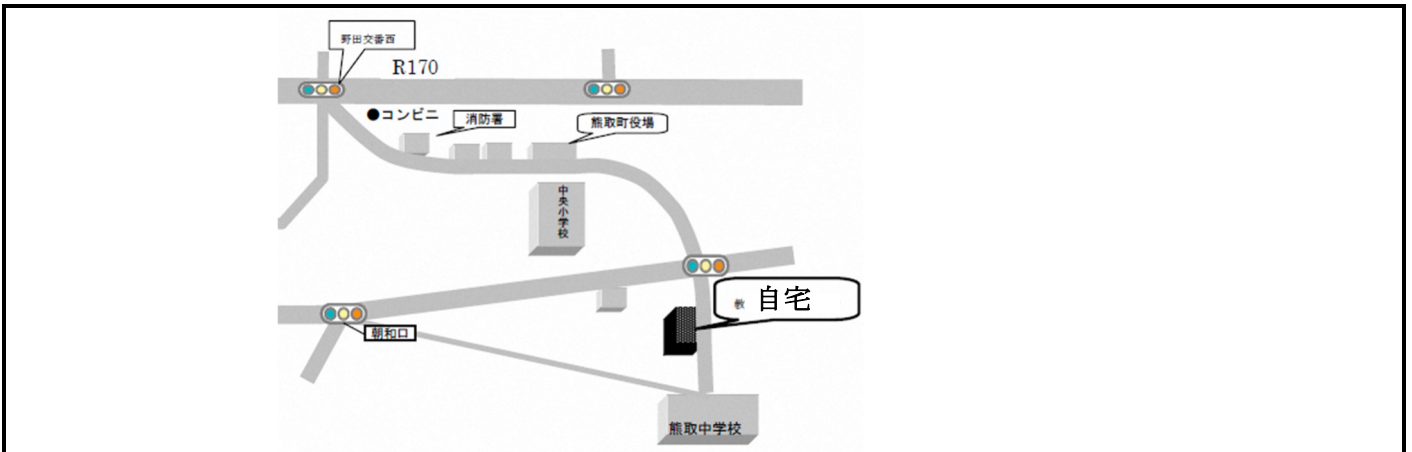 野田交番西
R170
●コンビニ
消防署
熊取町役場
中央小学校
教 自宅
朝和口
熊取中学校